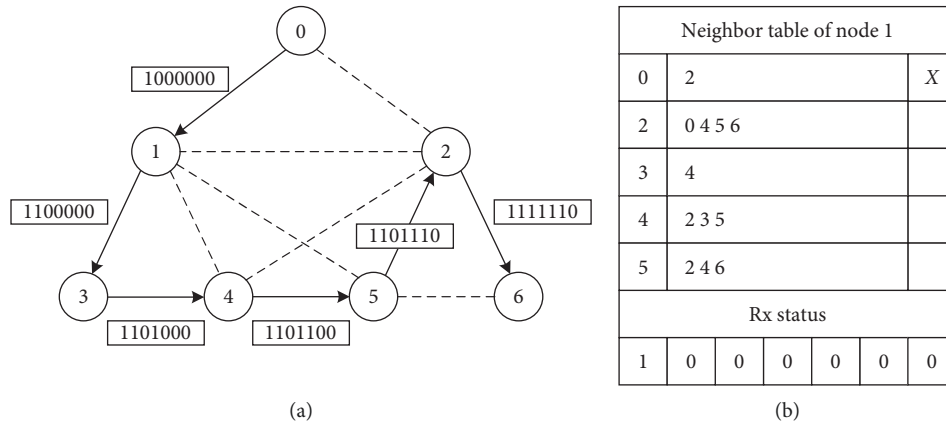 0
1000000
1
2
1100000
1111110
1101110
3
4
5
6
1101000
1101100
(a)
Neighbor table of node 1
0 2 X
2 0 4 5 6
3 4
4 2 3 5
5 2 4 6
Rx status
1 0 0 0 0 0 0
(b)